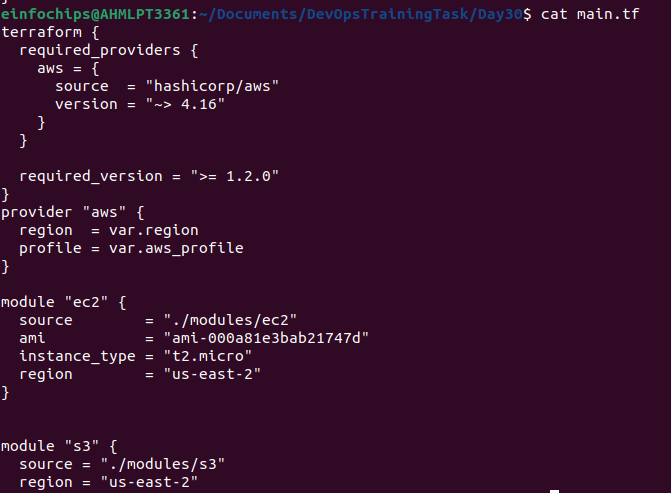 einfochips@AHMLPT3361:~/Documents/DevOpsTrainingTask/Day30$ cat main.tf
terraform {
  required_providers {
    aws = {
      source  = "hashicorp/aws"
      version = "~> 4.16"
    }
  }

  required_version = ">= 1.2.0"
}
provider "aws" {
  region  = var.region
  profile = var.aws_profile
}

module "ec2" {
  source        = "./modules/ec2"
  ami           = "ami-000a81e3bab21747d"
  instance_type = "t2.micro"
  region        = "us-east-2"
}


module "s3" {
  source = "./modules/s3"
  region = "us-east-2"